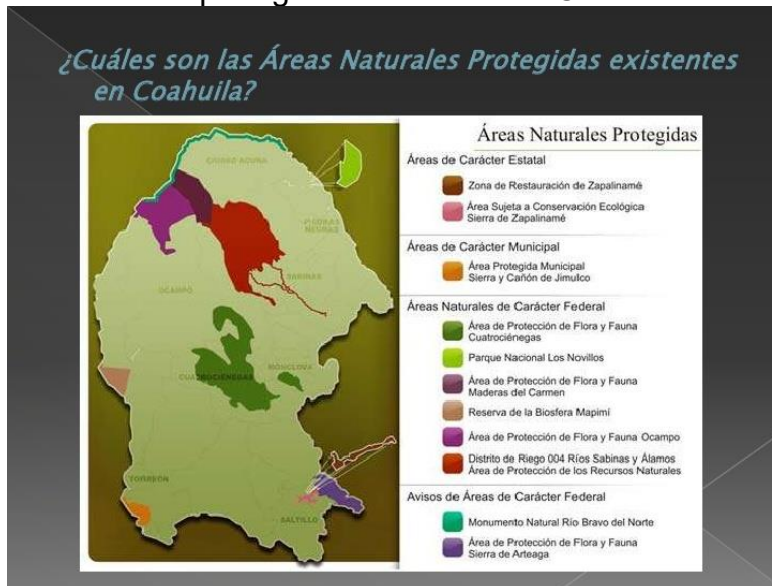 ¿Cuáles son las Áreas Naturales Protegidas existentes
en Coahuila?
Áreas Naturales Protegidas
Áreas de Carácter Estatal
Zona de Restauración de Zapalinamé
Área Sujeta a Conservación Ecológica
Sierra de Zapalinamé
Áreas de Carácter Municipal
Área Protegida Municipal
Sierra y Cañón de Jimulco
Áreas Naturales de Carácter Federal
Área de Protección de Flora y Fauna
Cuatrociénegas
Parque Nacional Los Novillos
Área de Protección de Flora y Fauna
Maderas del Carmen
Reserva de la Biosfera Mapimí
Área de Protección de Flora y Fauna Ocampo
Distrito de Riego 004 Ríos Sabinas y Álamos
Área de Protección de los Recursos Naturales
Avisos de Áreas de Carácter Federal
Monumento Natural Río Bravo del Norte
Área de Protección de Flora y Fauna
Sierra de Arteaga
CIUDAD ACUÑA
PIEDRAS
NEGRAS
SABINAS
OCAMPO
MONCLOVA
CUATROCIÉNEGAS
TORREÓN
SALTILLO